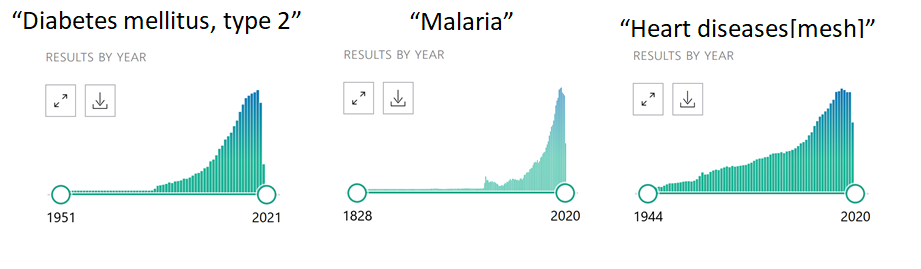 “Diabetes mellitus, type 2”
RESULTS BY YEAR
1951 2021
“Malaria”
RESULTS BY YEAR
1828 2020
“Heart diseases[mesh]”
RESULTS BY YEAR
1944 2020